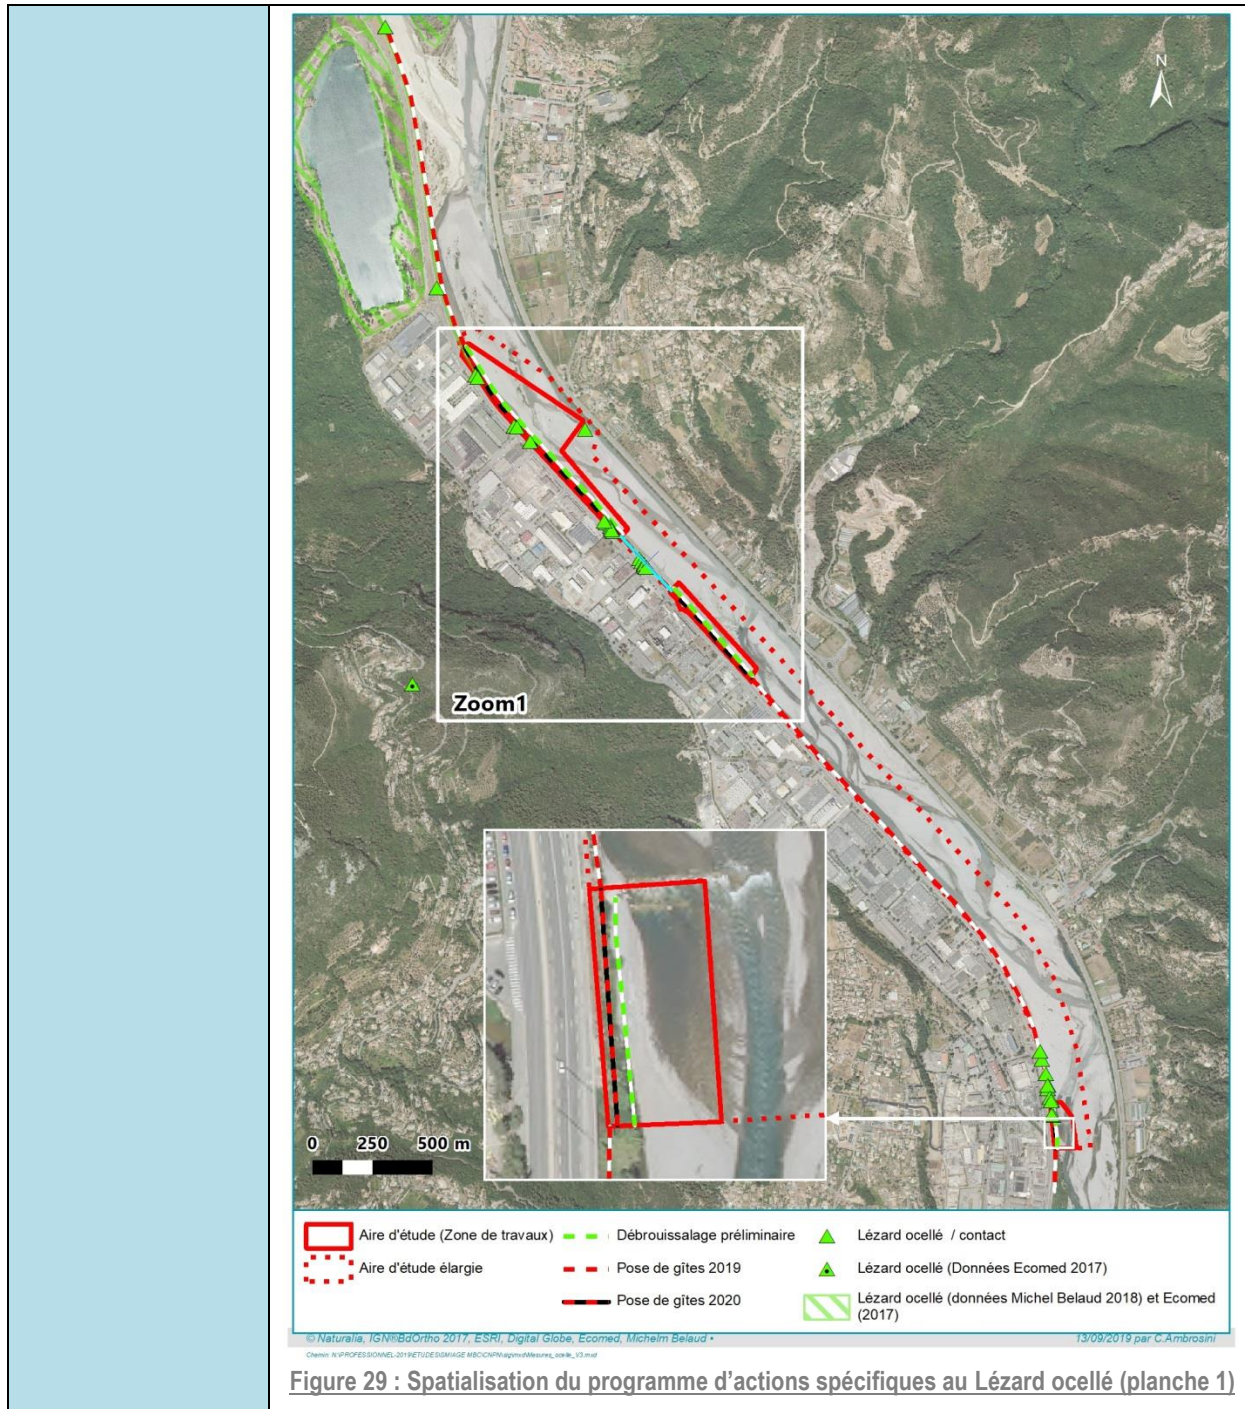 N
Zoom1
0 250 500 m
Aire d'étude (Zone de travaux)
Débrouissalage préliminaire
Lézard ocellé / contact
Aire d'étude élargie
Pose de gîtes 2019
Lézard ocellé (Données Ecomed 2017)
Pose de gîtes 2020
Lézard ocellé (données Michel Belaud 2018) et Ecomed
(2017)
© Naturalia, IGN®BdOrtho 2017, ESRI, Digital Globe, Ecomed, Michelm Belaud •
13/09/2019 par C.Ambrosini
Figure 29 : Spatialisation du programme d'actions spécifiques au Lézard ocellé (planche 1)